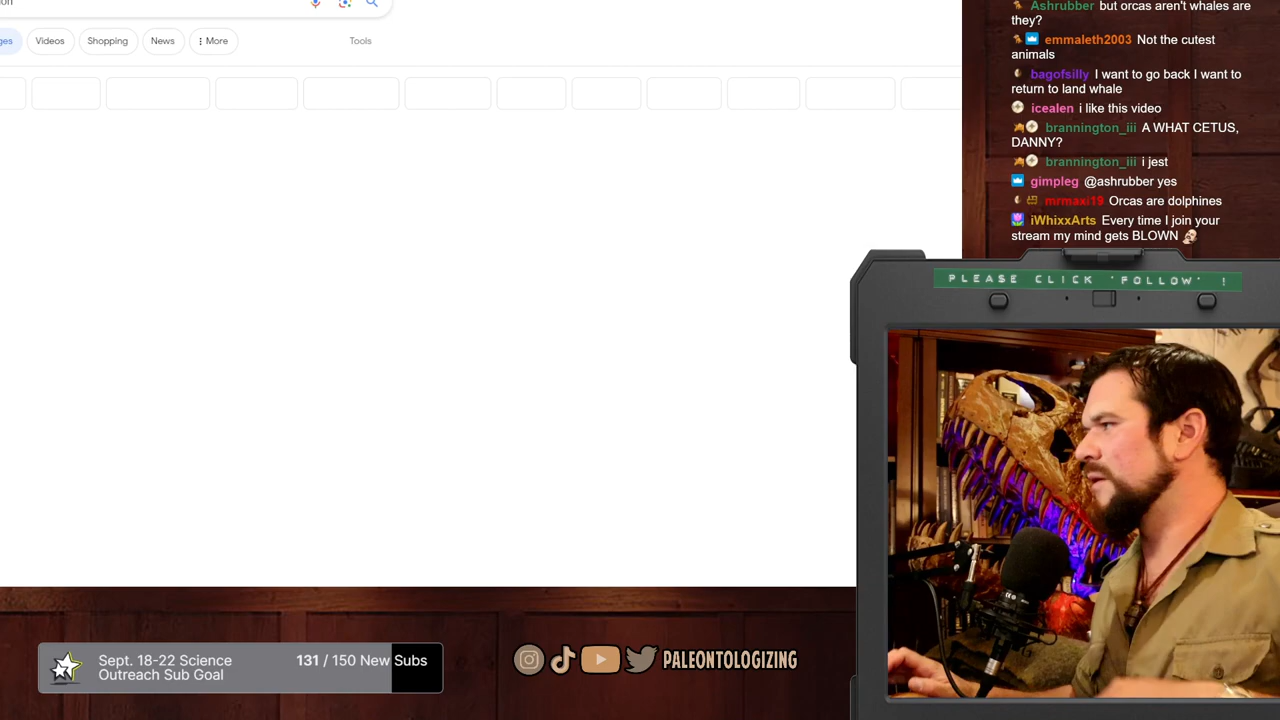 Videos
Shopping
News
More
Tools
Ashrubber but orcas aren't whales are
they?
emmaleth2003 Not the cutest
animals
bagofsilly I want to go back I want to
return to land whale
icealen i like this video
brannington_iii A WHAT CETUS,
DANNY?
brannington_iii i jest
gimpleg @ashrubber yes
mrmaxi19 Orcas are dolphines
iWhixxArts Every time I join your
stream my mind gets BLOWN
PLEASE CLICK 'FOLLOW' !
Sept. 18-22 Science
Outreach Sub Goal
131 / 150 New Subs
PALEONTOLOGIZING